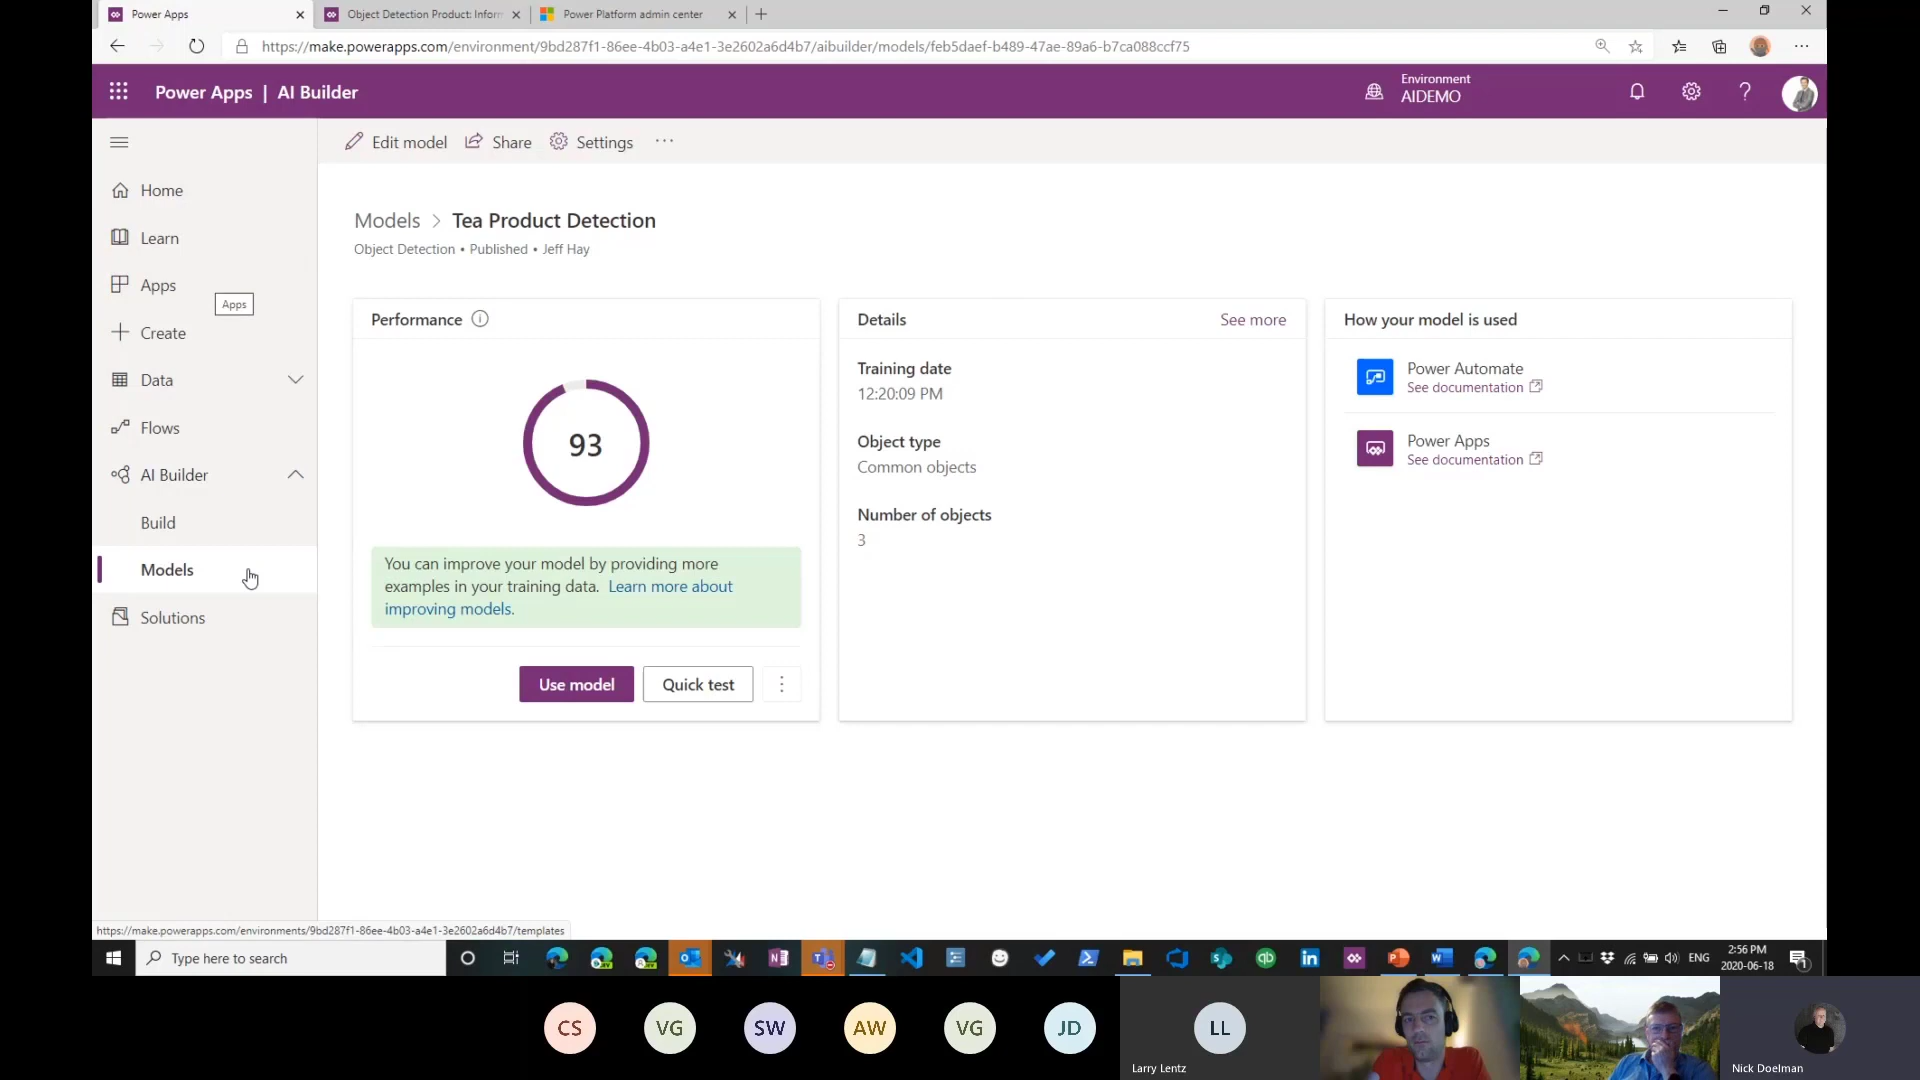 Power Apps
Object Detection Product: Inform
Power Platform admin center
https://make.powerapps.com/environment/9bd287f1-86ee-4b03-a4e1-3e2602a6d4b7/aibuilder/models/feb5daef-b489-47ae-89a6-b7ca088ccf75
Power Apps | AI Builder
Environment
AIDEMO
Edit model
Share
Settings
Home
Learn
Apps
Apps
Create
Data
Flows
AI Builder
Build
Models
Solutions
Models > Tea Product Detection
Object Detection • Published • Jeff Hay
Performance
93
You can improve your model by providing more
examples in your training data. Learn more about
improving models.
Use model
Quick test
Details
See more
Training date
12:20:09 PM
Object type
Common objects
Number of objects
3
How your model is used
Power Automate
See documentation
Power Apps
See documentation
https://make.powerapps.com/environments/9bd287f1-86ee-4b03-a4e1-3e2602a6d4b7/templates
Type here to search
ENG
2:56 PM
2020-06-18
CS
VG
SW
AW
VG
JD
LL
Larry Lentz
Nick Doelman